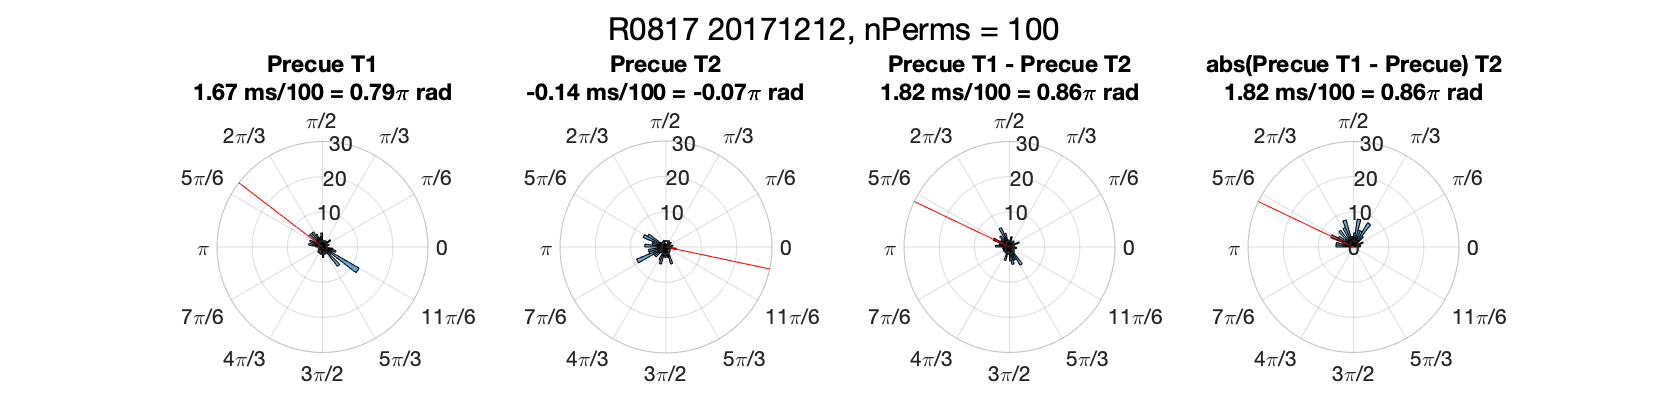 R0817 20171212, nPerms = 100
Precue T1
1.67 ms/100 = 0.79π rad
π/2
2π/3
π/3
30
5π/6
π/6
20
10
π
0
7π/6
11π/6
4π/3
5π/3
3π/2
Precue T2
-0.14 ms/100 = -0.07π rad
π/2
2π/3
π/3
30
5π/6
π/6
20
10
π
0
7π/6
11π/6
4π/3
5π/3
3π/2
Precue T1 - Precue T2
1.82 ms/100 = 0.86π rad
π/2
2π/3
π/3
30
5π/6
π/6
20
10
π
0
7π/6
11π/6
4π/3
5π/3
3π/2
abs(Precue T1 - Precue) T2
1.82 ms/100 = 0.86π rad
π/2
2π/3
π/3
30
5π/6
π/6
20
10
π
0
0
7π/6
11π/6
4π/3
5π/3
3π/2